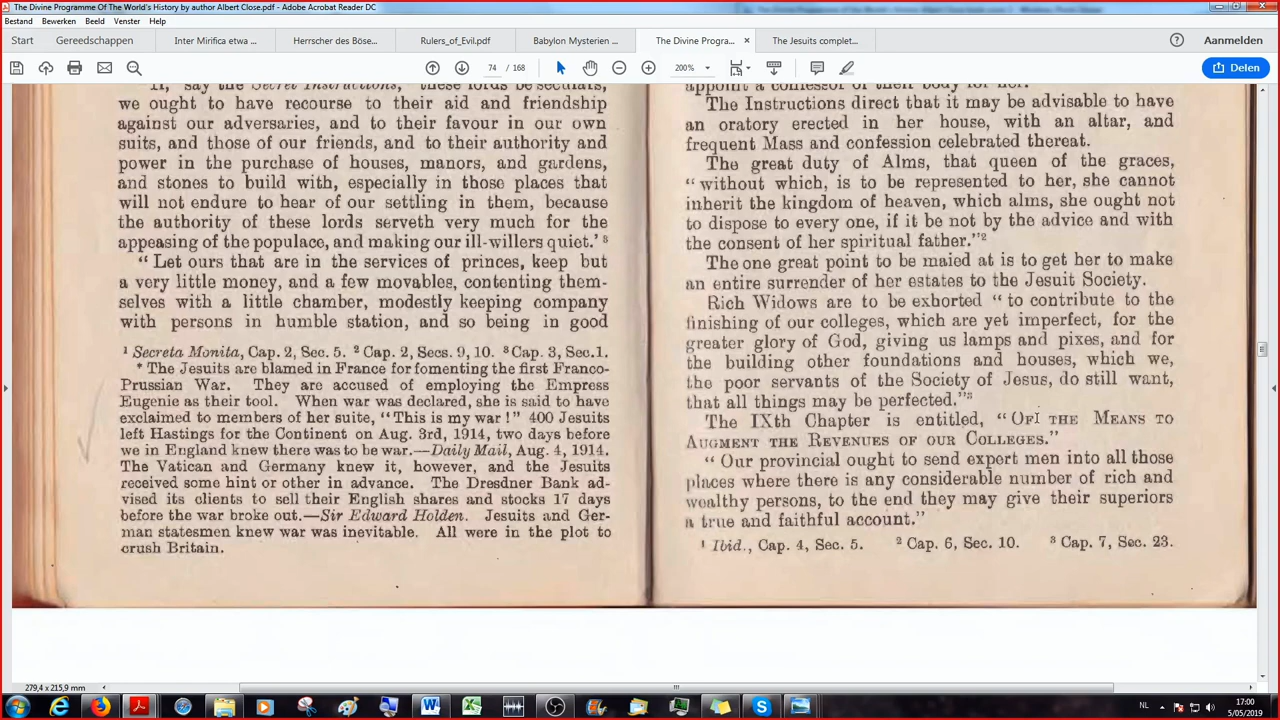 The Divine Programme Of The World's History by author Albert Close.pdf - Adobe Acrobat Reader DC
Bestand Bewerken Beeld Venster Help
Start Gereedschappen Inter Mirifica etwa ... Herrscher des Böse... Rulers_of_Evil.pdf Babylon Mysterien ... The Divine Progra... × The Jesuits complet... Aanmelden
74 / 168 200% Delen
"If, say the Secret Instructions, "these lords be seculars,
we ought to have recourse to their aid and friendship
against our adversaries, and to their favour in our own
suits, and those of our friends, and to their authority and
power in the purchase of houses, manors, and gardens,
and stones to build with, especially in those places that
will not endure to hear of our settling in them, because
the authority of these lords serveth very much for the
appeasing of the populace, and making our ill-willers quiet.' 3
" Let ours that are in the services of princes, keep but
a very little money, and a few movables, contenting them-
selves with a little chamber, modestly keeping company
with persons in humble station, and so being in good
1 Secreta Monita, Cap. 2, Sec. 5. 2 Cap. 2, Secs. 9, 10. 3 Cap. 3, Sec.1.
* The Jesuits are blamed in France for fomenting the first Franco-
Prussian War. They are accused of employing the Empress
Eugenie as their tool. When war was declared, she is said to have
exclaimed to members of her suite, "This is my war!" 400 Jesuits
left Hastings for the Continent on Aug. 3rd, 1914, two days before
we in England knew there was to be war.—Daily Mail, Aug. 4, 1914.
The Vatican and Germany knew it, however, and the Jesuits
received some hint or other in advance. The Dresdner Bank ad-
vised its clients to sell their English shares and stocks 17 days
before the war broke out.—Sir Edward Holden. Jesuits and Ger-
man statesmen knew war was inevitable. All were in the plot to
crush Britain.
appoint a confessor of their body for her.1
The Instructions direct that it may be advisable to have
an oratory erected in her house, with an altar, and
frequent Mass and confession celebrated thereat.
The great duty of Alms, that queen of the graces,
" without which, is to be represented to her, she cannot
inherit the kingdom of heaven, which alms, she ought not
to dispose to every one, if it be not by the advice and with
the consent of her spiritual father."2
The one great point to be maied at is to get her to make
an entire surrender of her estates to the Jesuit Society.
Rich Widows are to be exhorted " to contribute to the
finishing of our colleges, which are yet imperfect, for the
greater glory of God, giving us lamps and pixes, and for
the building other foundations and houses, which we,
the poor servants of the Society of Jesus, do still want,
that all things may be perfected."3
The IXth Chapter is entitled, "OF THE MEANS TO
AUGMENT THE REVENUES OF OUR COLLEGES."
" Our provincial ought to send expert men into all those
places where there is any considerable number of rich and
wealthy persons, to the end they may give their superiors
a true and faithful account."
1 Ibid., Cap. 4, Sec. 5. 2 Cap. 6, Sec. 10. 3 Cap. 7, Sec. 23.
279,4 x 215,9 mm
NL 17:00
5/05/2019